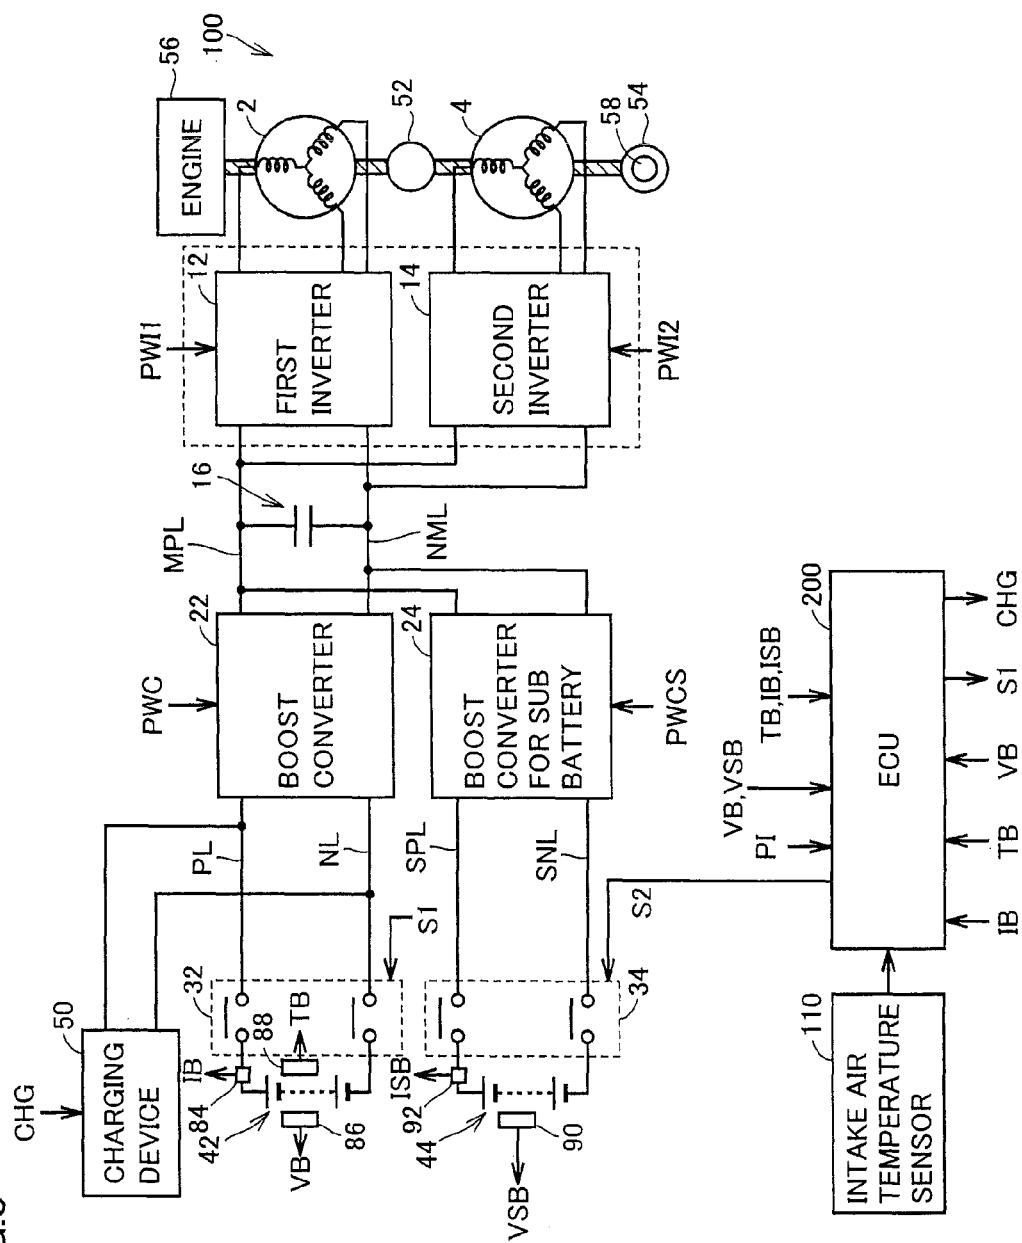 56
ENGINE
100
2
52
4
58
54
12
FIRST
INVERTER
PWI1
14
SECOND
INVERTER
PWI2
16
MPL
NML
22
BOOST
CONVERTER
PWC
24
BOOST
CONVERTER
FOR SUB
BATTERY
PWCS
PL
NL
SPL
SNL
S1
S2
32
34
50
CHARGING
DEVICE
CHG
IB
84
88
TB
42
86
VB
ISB
92
44
90
VSB
110
INTAKE AIR
TEMPERATURE
SENSOR
200
ECU
PI
VB,VSB
TB,IB,ISB
IB
TB
VB
S1
CHG